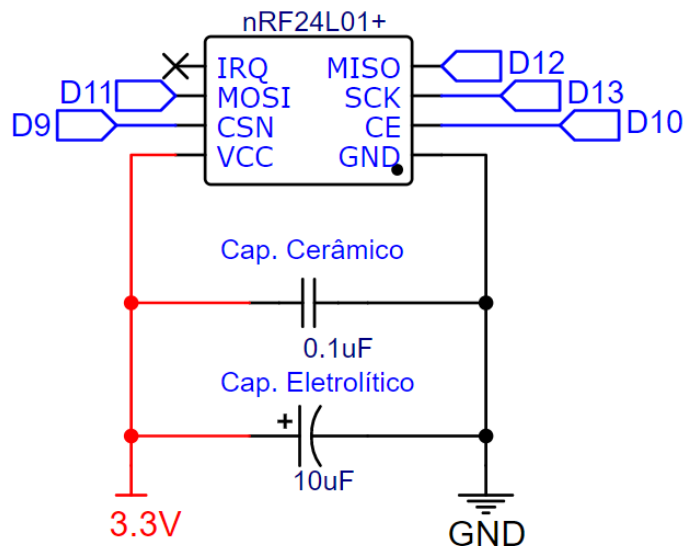 nRF24L01+
IRQ MISO D12
D11 MOSI SCK D13
D9 CSN CE D10
VCC GND
Cap. Cerâmico
0.1uF
Cap. Eletrolítico
+
10uF
3.3V GND